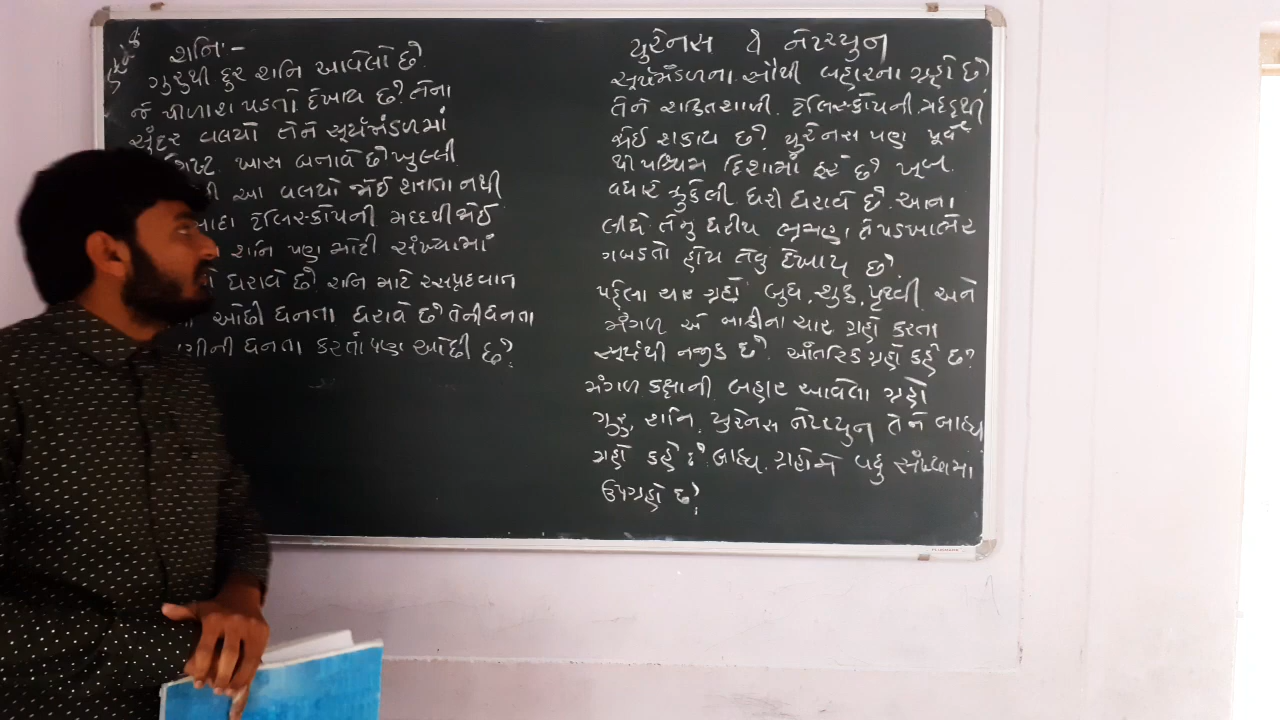 શનિ :-
ગુરુથી દુર શનિ આવેલો છે.
જે પીળાશ પડતો દેખાય છે? તેના
સુંદર વલયો તેને સૂર્યમંડળમાં
ખાસ બનાવે છે? ખુલ્લી
આ વલયો જોઈ શકાતા નથી
ટેલિસ્કોપની મદદથી જોઈ
શનિ પણ મોટી સંખ્યામાં
ધરાવે છે? શનિ માટે રસપ્રદ વાત
ઓછી ઘનતા ધરાવે છે? તેની ઘનતા
ઘનતા કરતાં પણ ઓછી છે?
યુરેનસ વે નેપ્ચ્યુન
સૂર્યમંડળના સૌથી બહારના ગ્રહો છે?
તેને શક્તિશાળી ટેલિસ્કોપની મદદથી
જોઈ શકાય છે? યુરેનસ પણ પૂર્વ
થી પશ્ચિમ દિશામાં ફરે છે? ખૂબ
વધારે ઝુકેલી ધરી ધરાવે છે. આના
લીધે તેનુ ધરીય ભ્રમણ, તે પડખાભેર
ગબડતો હોય તેવુ દેખાય છે?
પહેલા ચાર ગ્રહો બુધ, શુક્ર, પૃથ્વી અને
મંગળ એ બાકીના ચાર ગ્રહો કરતા
સૂર્યથી નજીક છે. આંતરિક ગ્રહો કહે છે?
મંગળ કક્ષાની બહાર આવેલા ગ્રહો
ગુરુ, શનિ, યુરેનસ નેપ્ચ્યુન તેને બાહ્ય
ગ્રહો કહે છે? બાહ્ય ગ્રહોને વધુ સંખ્યામાં
ઉપગ્રહો છે?